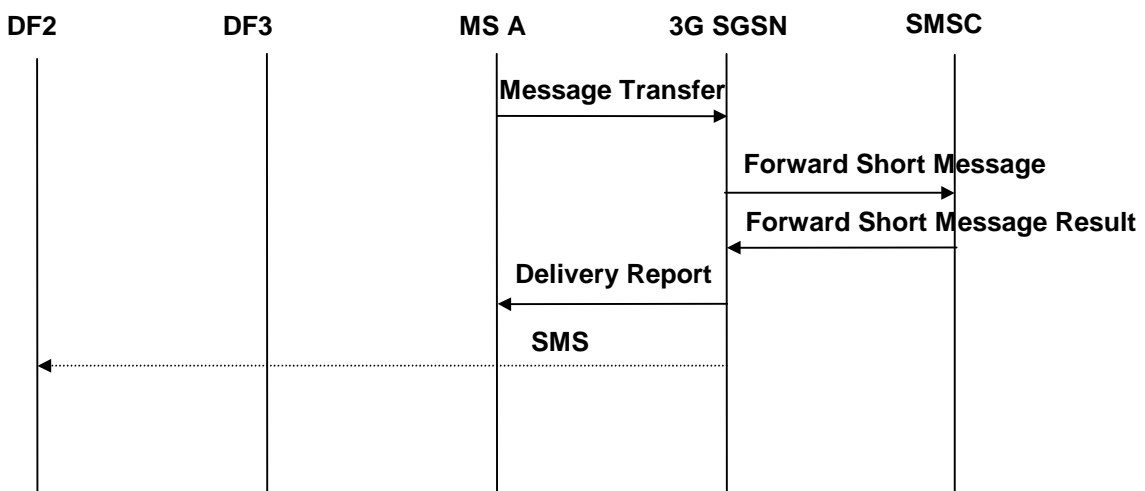 DF2 DF3 MS A 3G SGSN SMSC
Message Transfer
Forward Short Message
Forward Short Message Result
Delivery Report
SMS